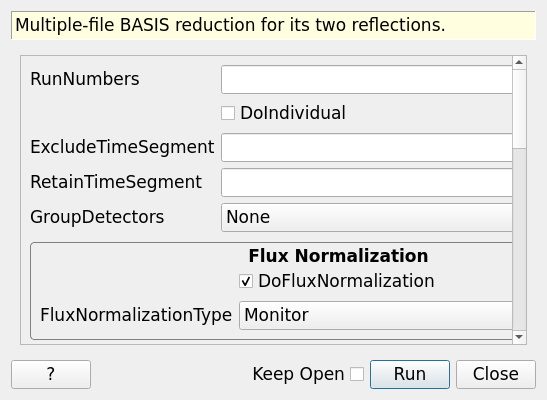 Multiple-file BASIS reduction for its two reflections.
RunNumbers
DoIndividual
ExcludeTimeSegment
RetainTimeSegment
GroupDetectors None
Flux Normalization
DoFluxNormalization
FluxNormalizationType Monitor
? Keep Open Run Close